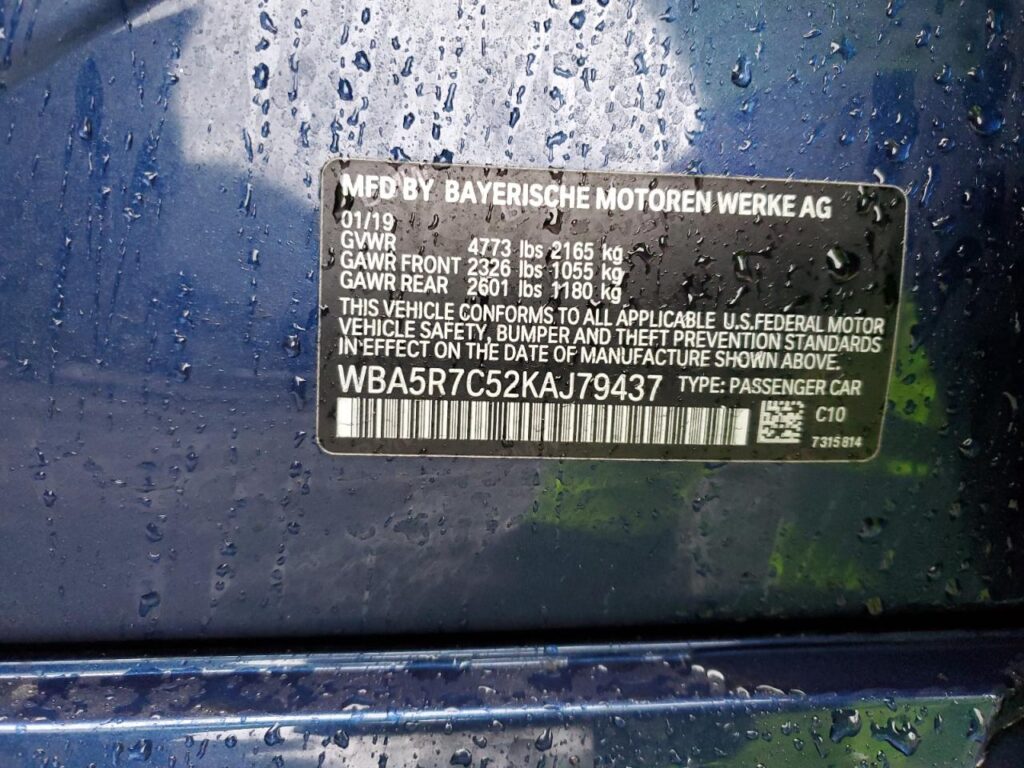 MFD BY BAYERISCHE MOTOREN WERKE AG
01/19
GVWR 4773 lbs 2165 kg
GAWR FRONT 2326 lbs 1055 kg
GAWR REAR 2601 lbs 1180 kg
THIS VEHICLE CONFORMS TO ALL APPLICABLE U.S.FEDERAL MOTOR
VEHICLE SAFETY, BUMPER AND THEFT PREVENTION STANDARDS
IN EFFECT ON THE DATE OF MANUFACTURE SHOWN ABOVE.
WBA5R7C52KAJ79437 TYPE: PASSENGER CAR
C10
7315814